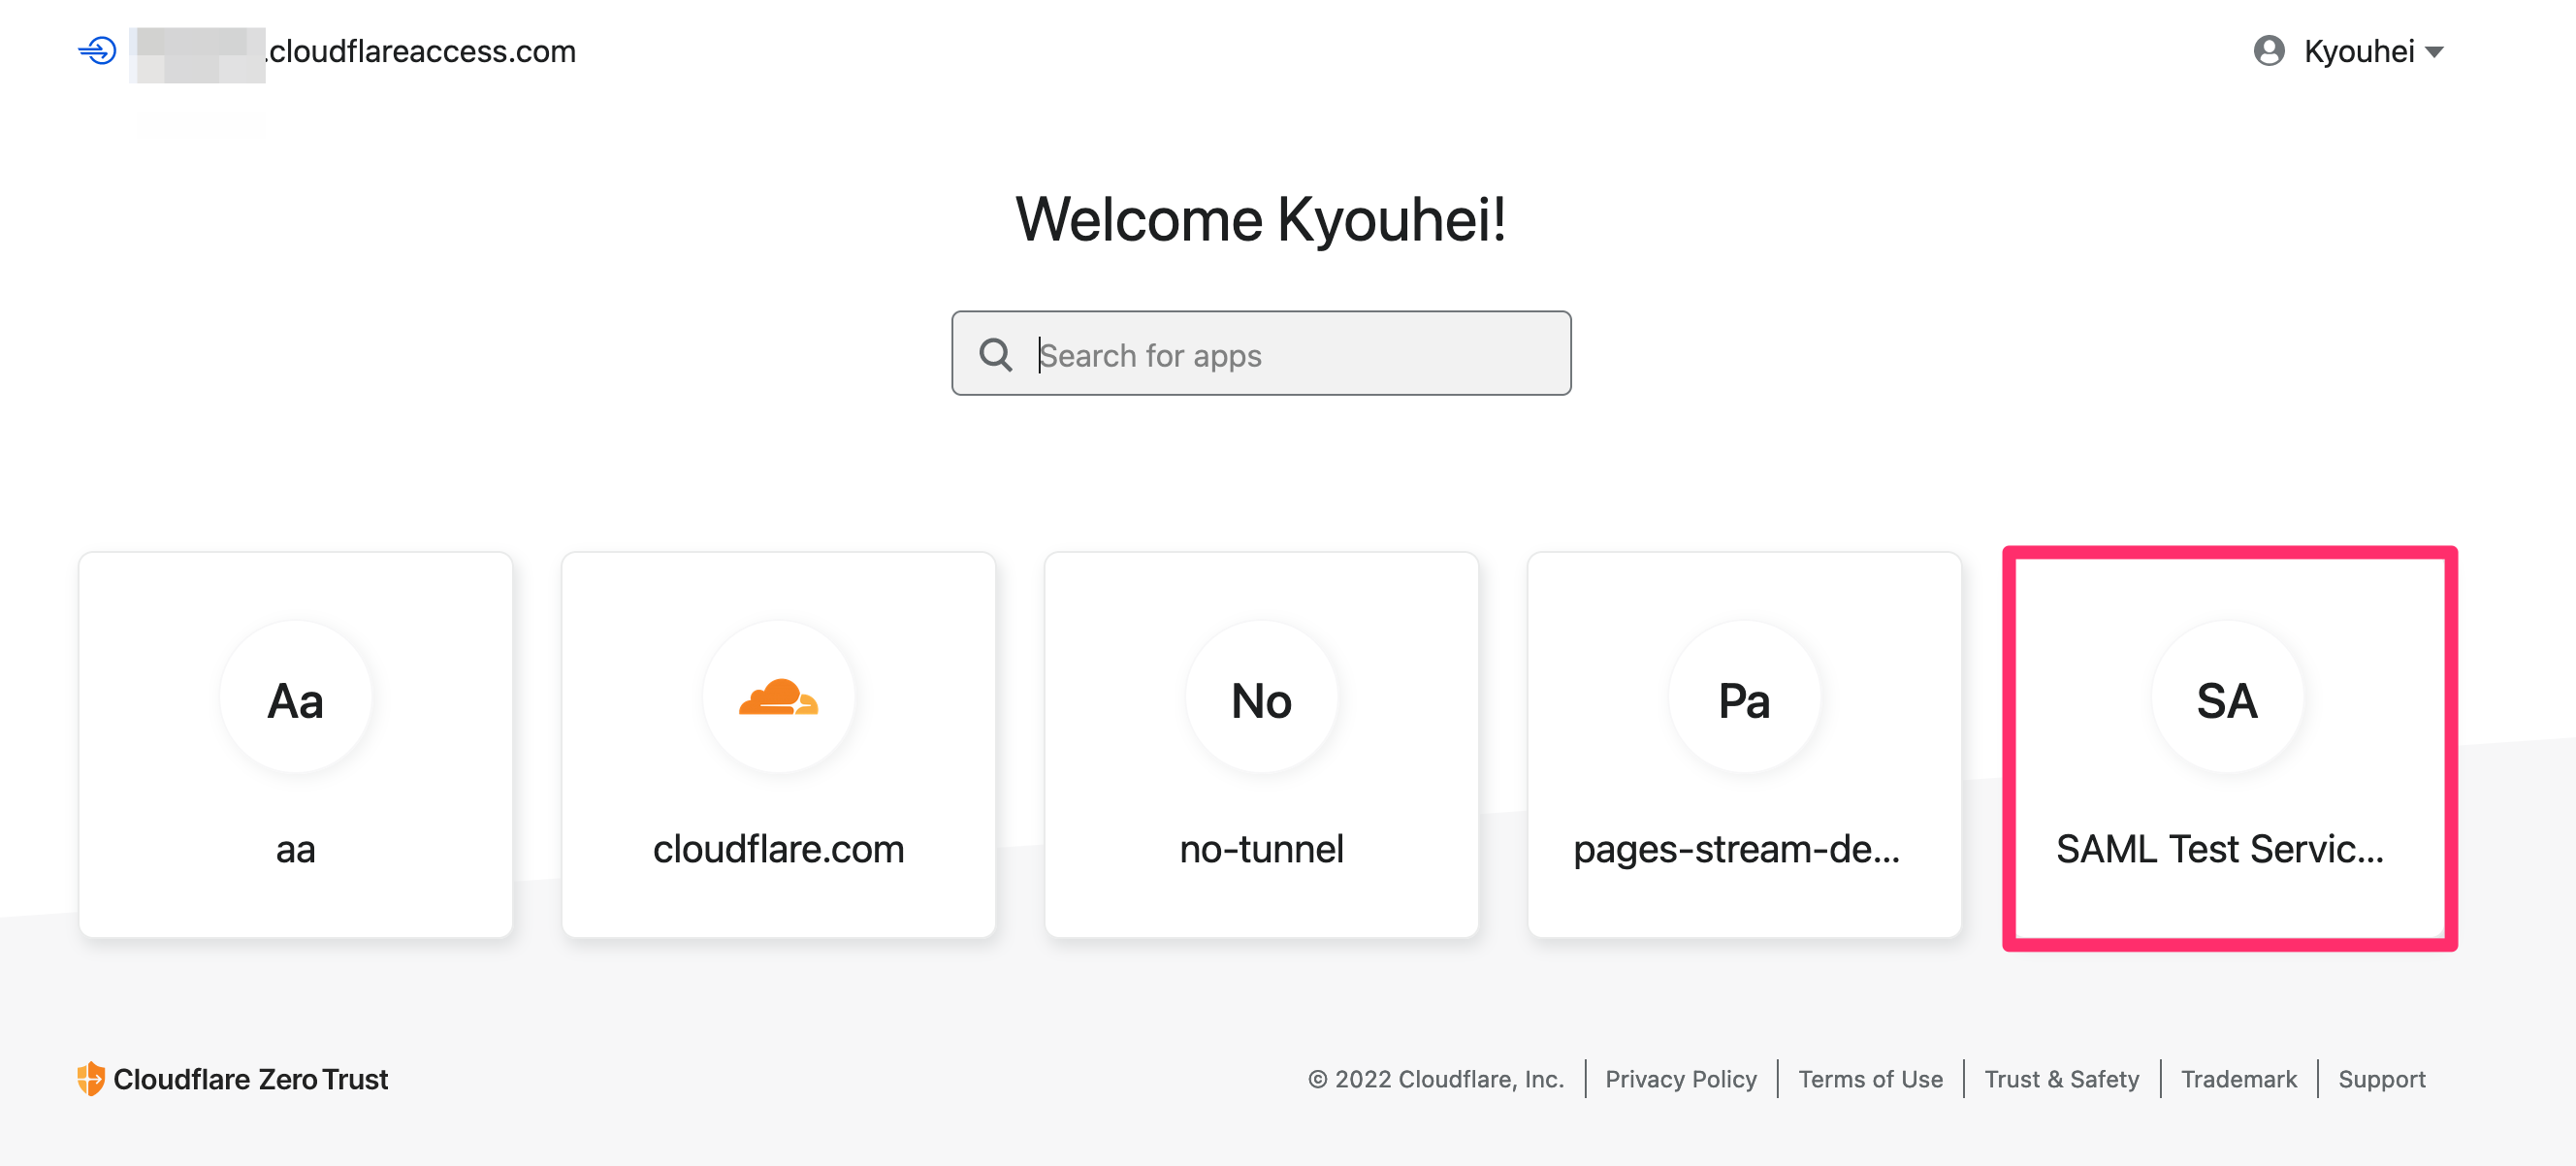 .cloudflareaccess.com
Kyouhei
Welcome Kyouhei!
Search for apps
Aa
aa
cloudflare.com
No
no-tunnel
Pa
pages-stream-de...
SA
SAML Test Servic...
Cloudflare Zero Trust
© 2022 Cloudflare, Inc. | Privacy Policy | Terms of Use | Trust & Safety | Trademark | Support